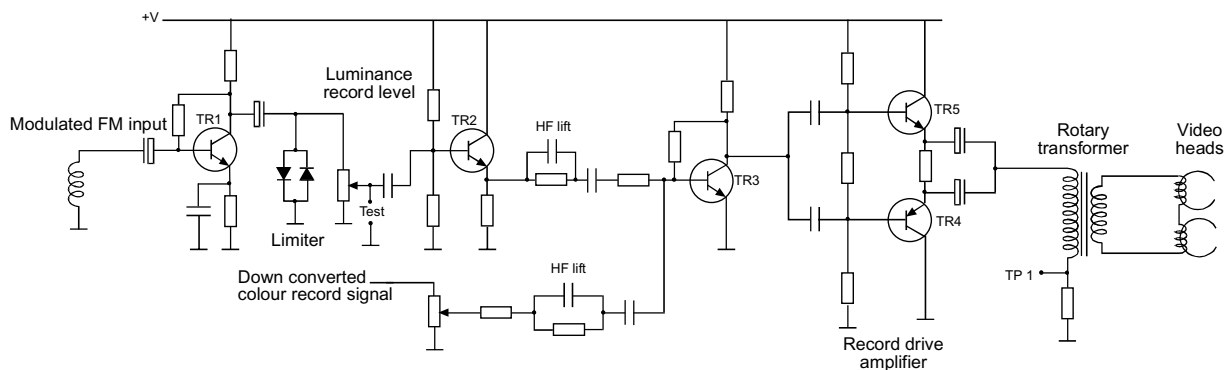 +V
Luminance
record level
Modulated FM input
TR1
TR2
TR5
HF lift
Rotary
transformer
Video
heads
TR3
Test
TR4
Limiter
HF lift
Down converted
colour record signal
TP 1
Record drive
amplifier